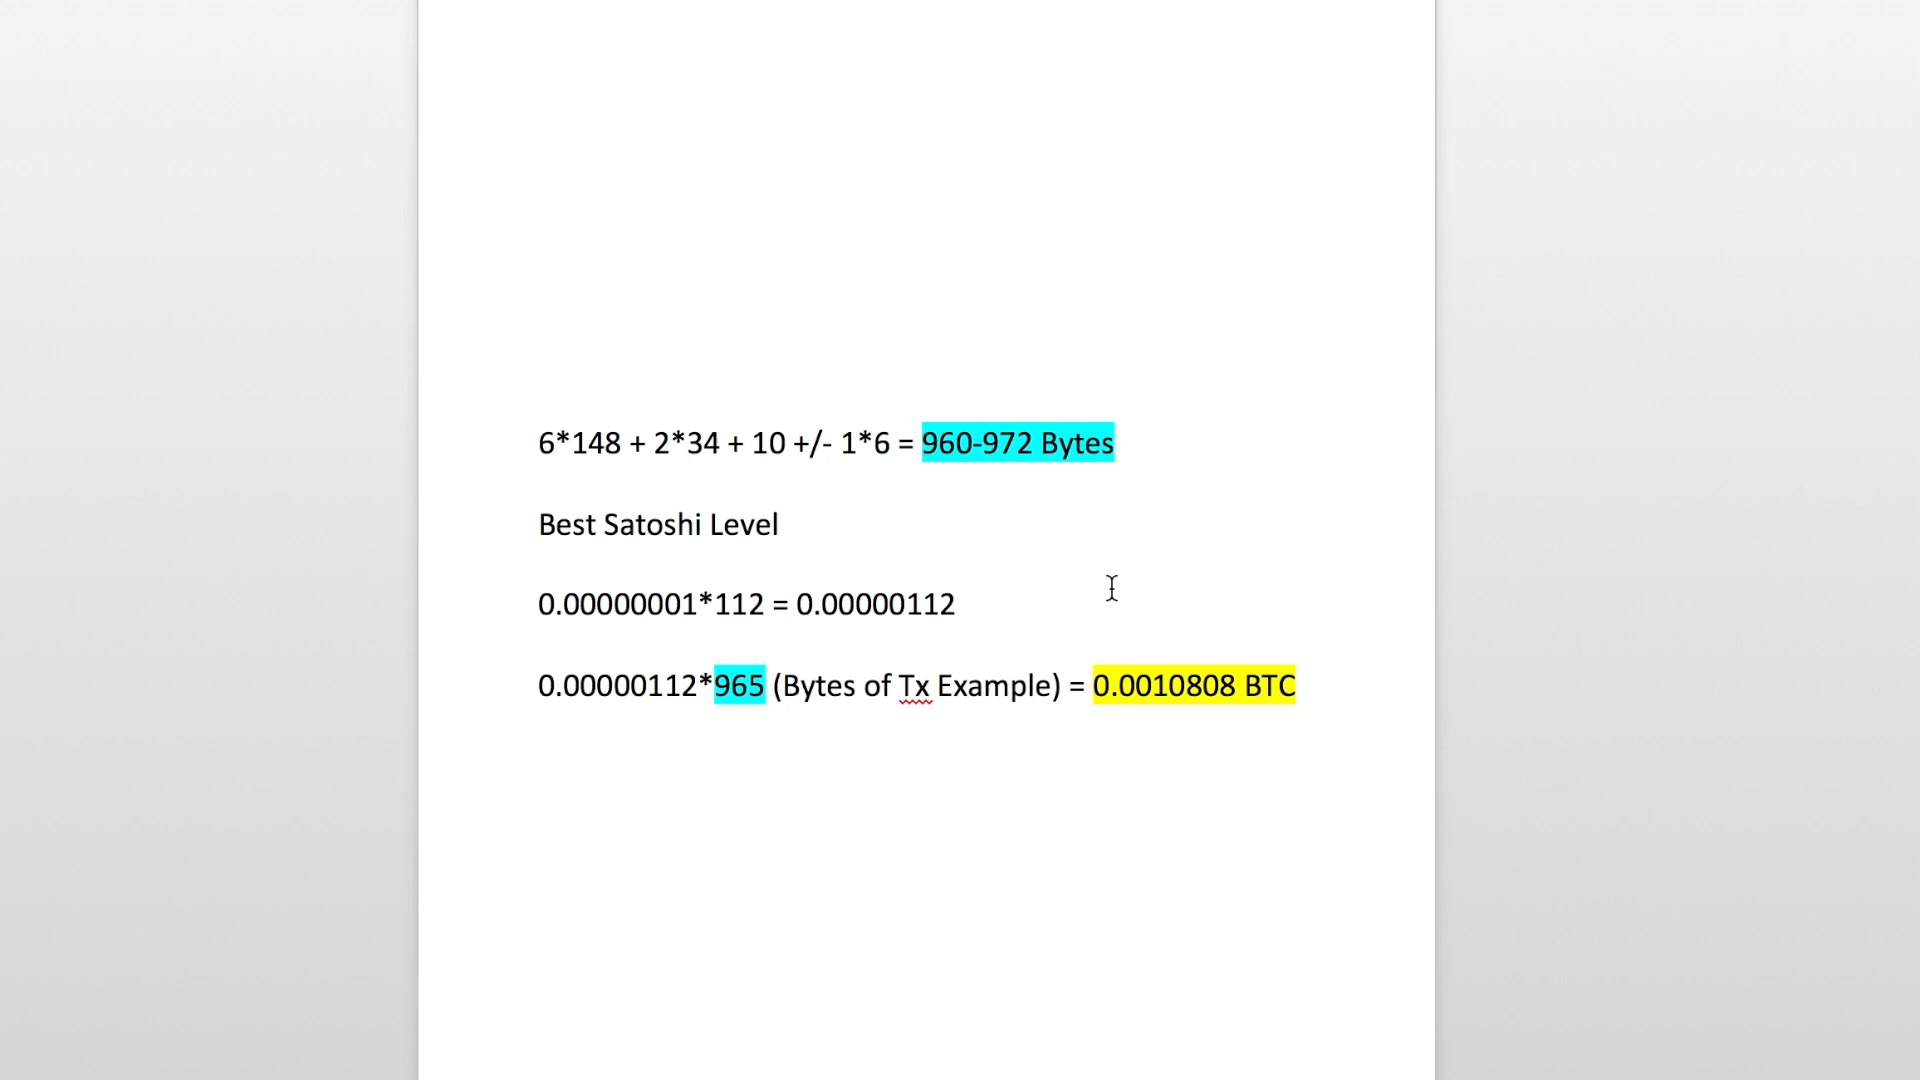 6*148 + 2*34 + 10 +/- 1*6 = 960-972 Bytes
Best Satoshi Level
0.00000001*112 = 0.00000112
0.00000112*965 (Bytes of Tx Example) = 0.0010808 BTC